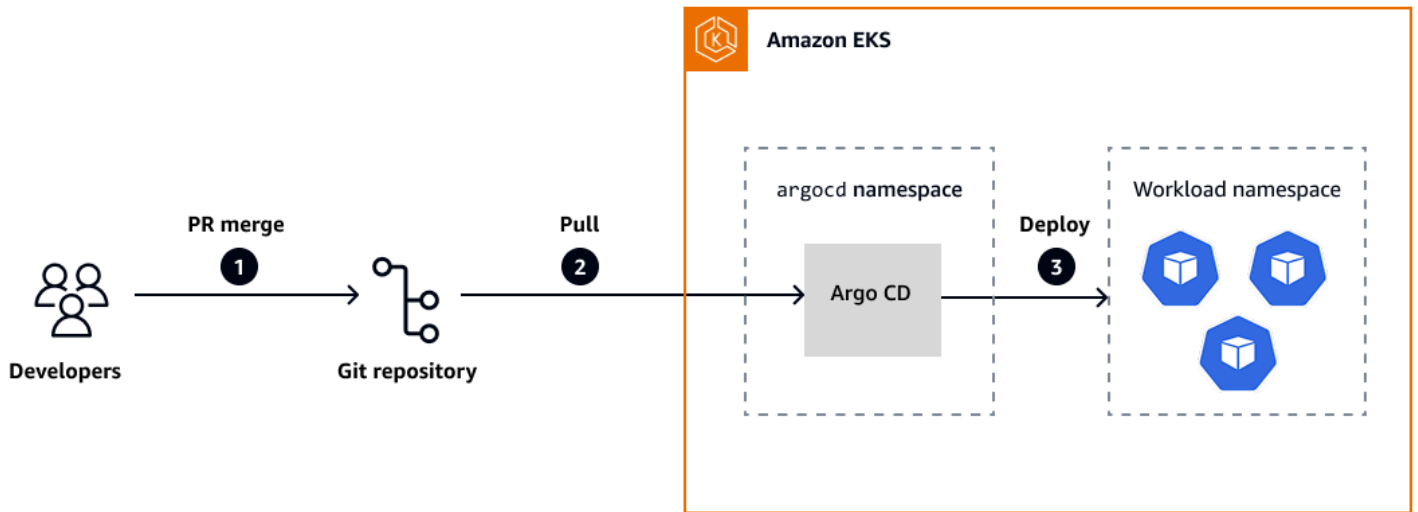 Amazon EKS
argocd namespace
Workload namespace
PR merge
1
Pull
2
Deploy
3
Argo CD
Developers
Git repository
K